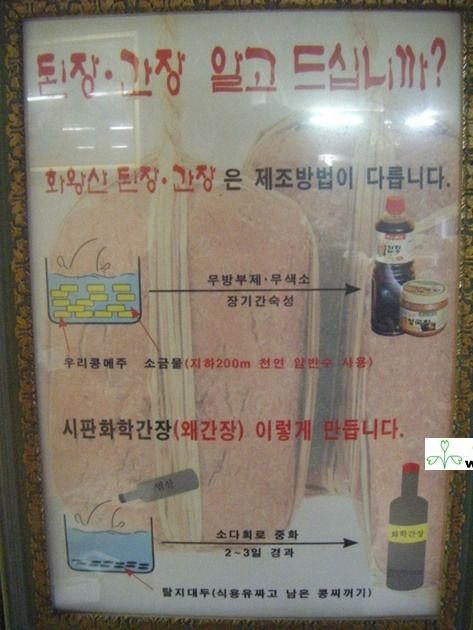 된장·간장 알고 드십니까?
화왕산 된장·간장은 제조방법이 다릅니다.
무방부제·무색소
장기간숙성
우리콩메주 소금물(지하200m 천연 암반수 사용)
시판화학간장(왜간장) 이렇게 만듭니다.
염산
소다회로 중화
2~3일 경과
화학간장
탈지대두(식용유짜고 남은 콩찌꺼기)